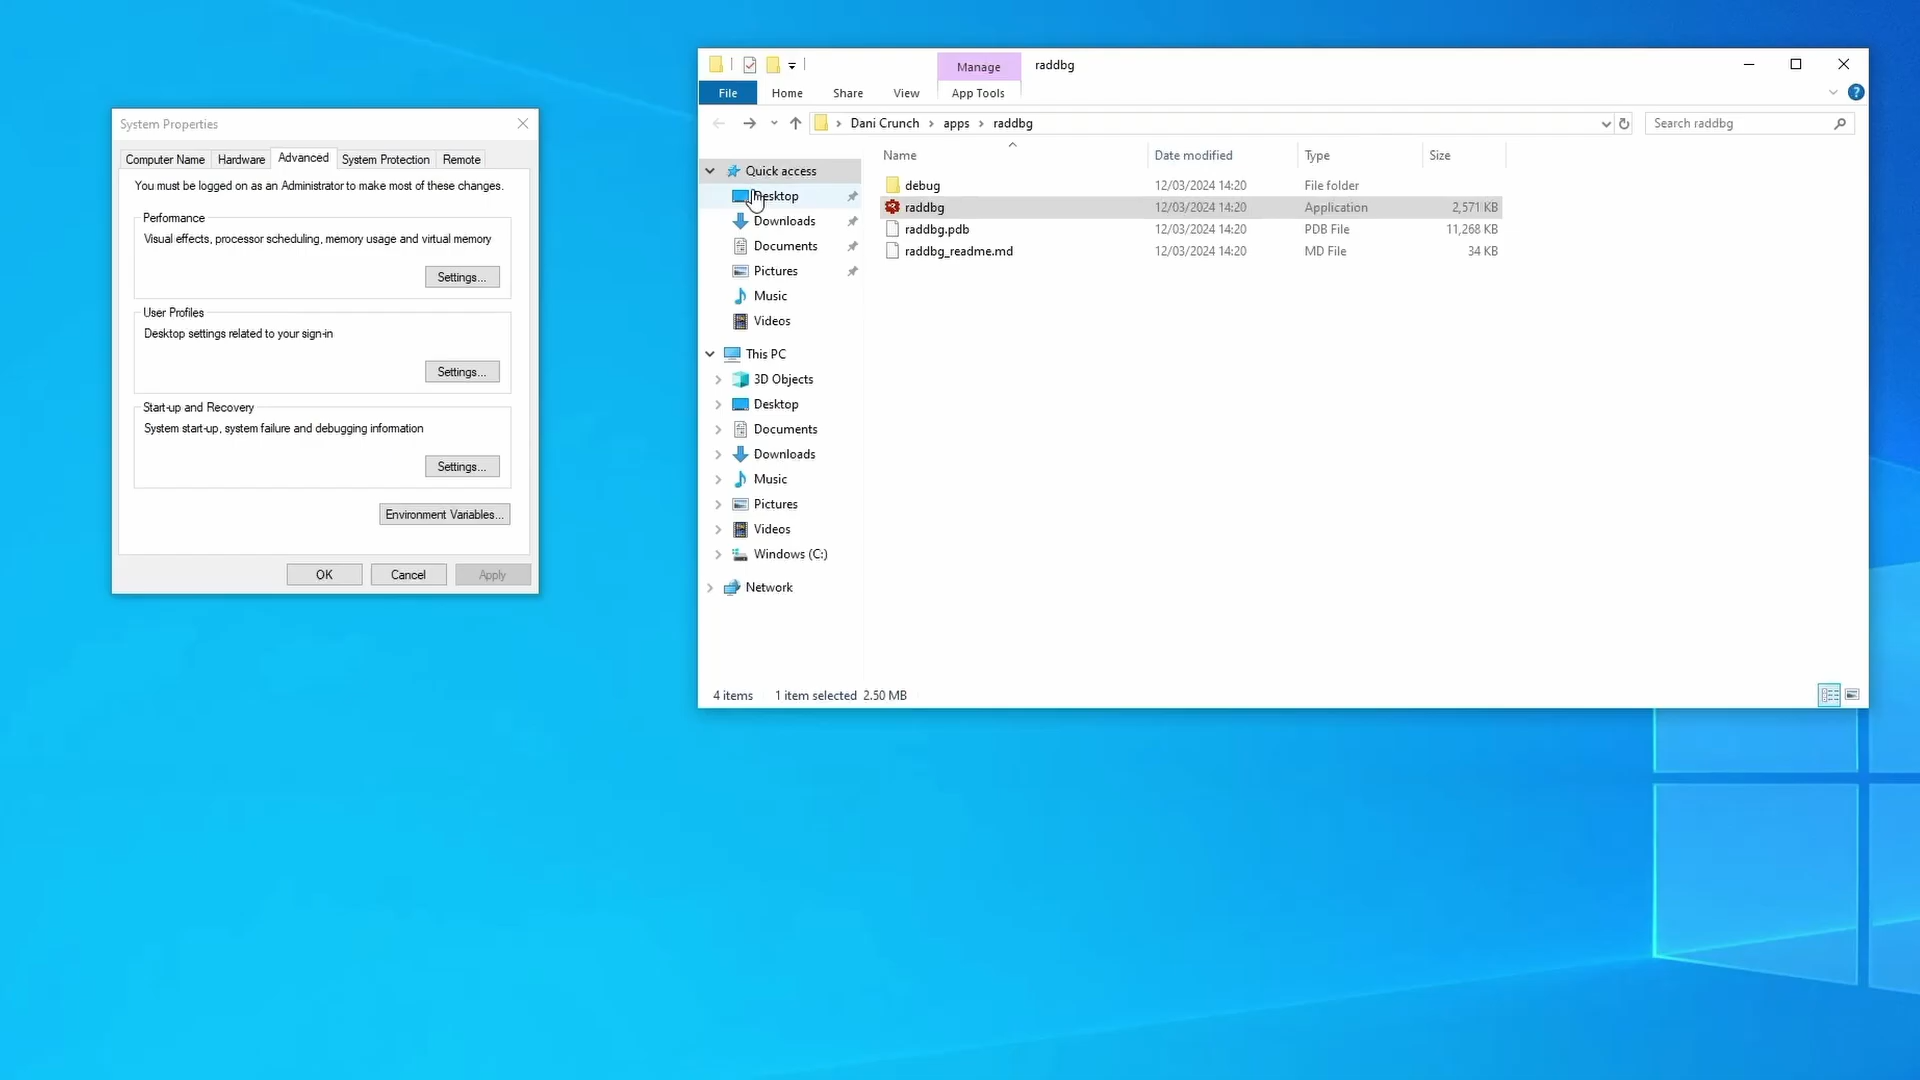 System Properties
Computer Name Hardware Advanced System Protection Remote
You must be logged on as an Administrator to make most of these changes.
Performance
Visual effects, processor scheduling, memory usage and virtual memory
Settings...
User Profiles
Desktop settings related to your sign-in
Settings...
Start-up and Recovery
System start-up, system failure and debugging information
Settings...
Environment Variables...
OK Cancel Apply
Manage raddbg
File Home Share View App Tools
Dani Crunch apps raddbg Search raddbg
Name Date modified Type Size
debug 12/03/2024 14:20 File folder
raddbg 12/03/2024 14:20 Application 2,571 KB
raddbg.pdb 12/03/2024 14:20 PDB File 11,268 KB
raddbg_readme.md 12/03/2024 14:20 MD File 34 KB
Quick access
Desktop
Downloads
Documents
Pictures
Music
Videos
This PC
3D Objects
Desktop
Documents
Downloads
Music
Pictures
Videos
Windows (C:)
Network
4 items 1 item selected 2.50 MB